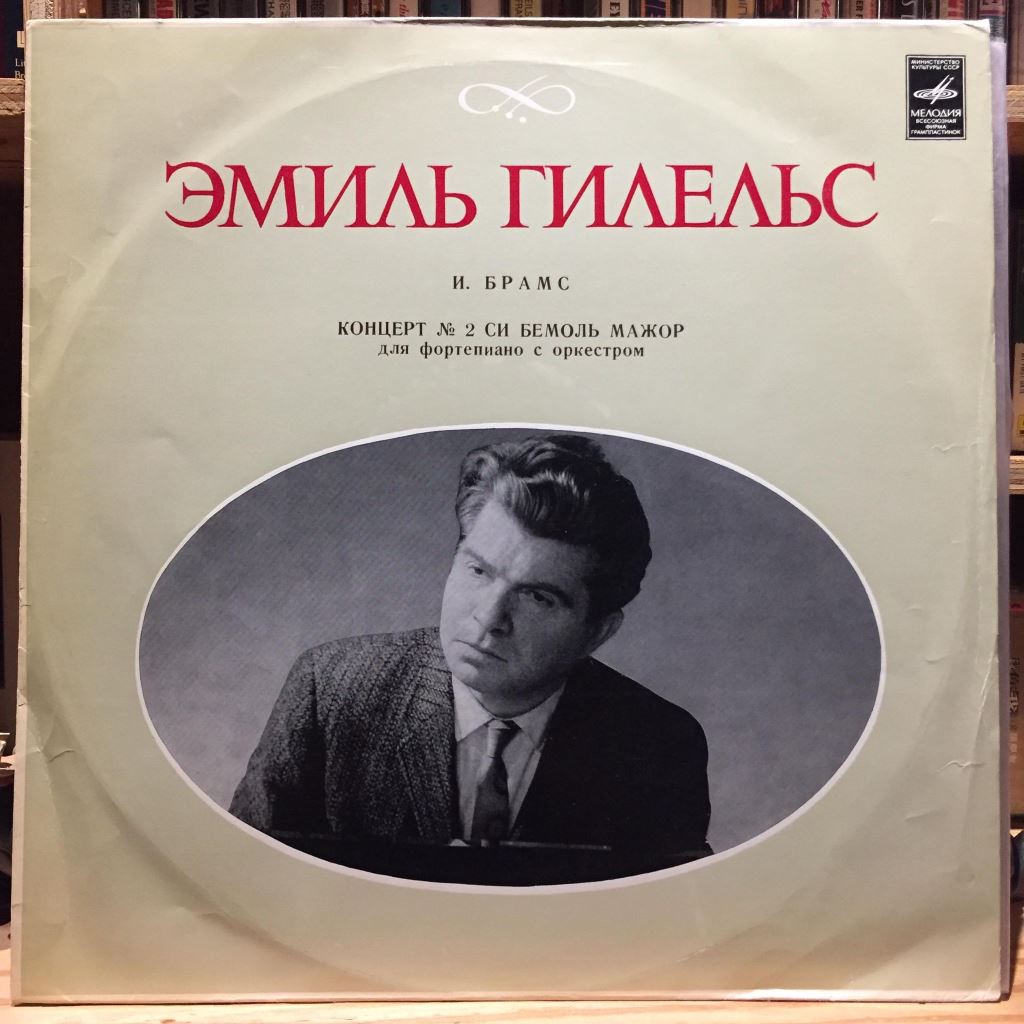 МИНИСТЕРСТВО
КУЛЬТУРЫ СССР
МЕЛОДИЯ
ВСЕСОЮЗНАЯ
ФИРМА
ГРАМПЛАСТИНОК
ЭМИЛЬ ГИЛЕЛЬС
И. БРАМС
КОНЦЕРТ № 2 СИ БЕМОЛЬ МАЖОР
для фортепиано с оркестром